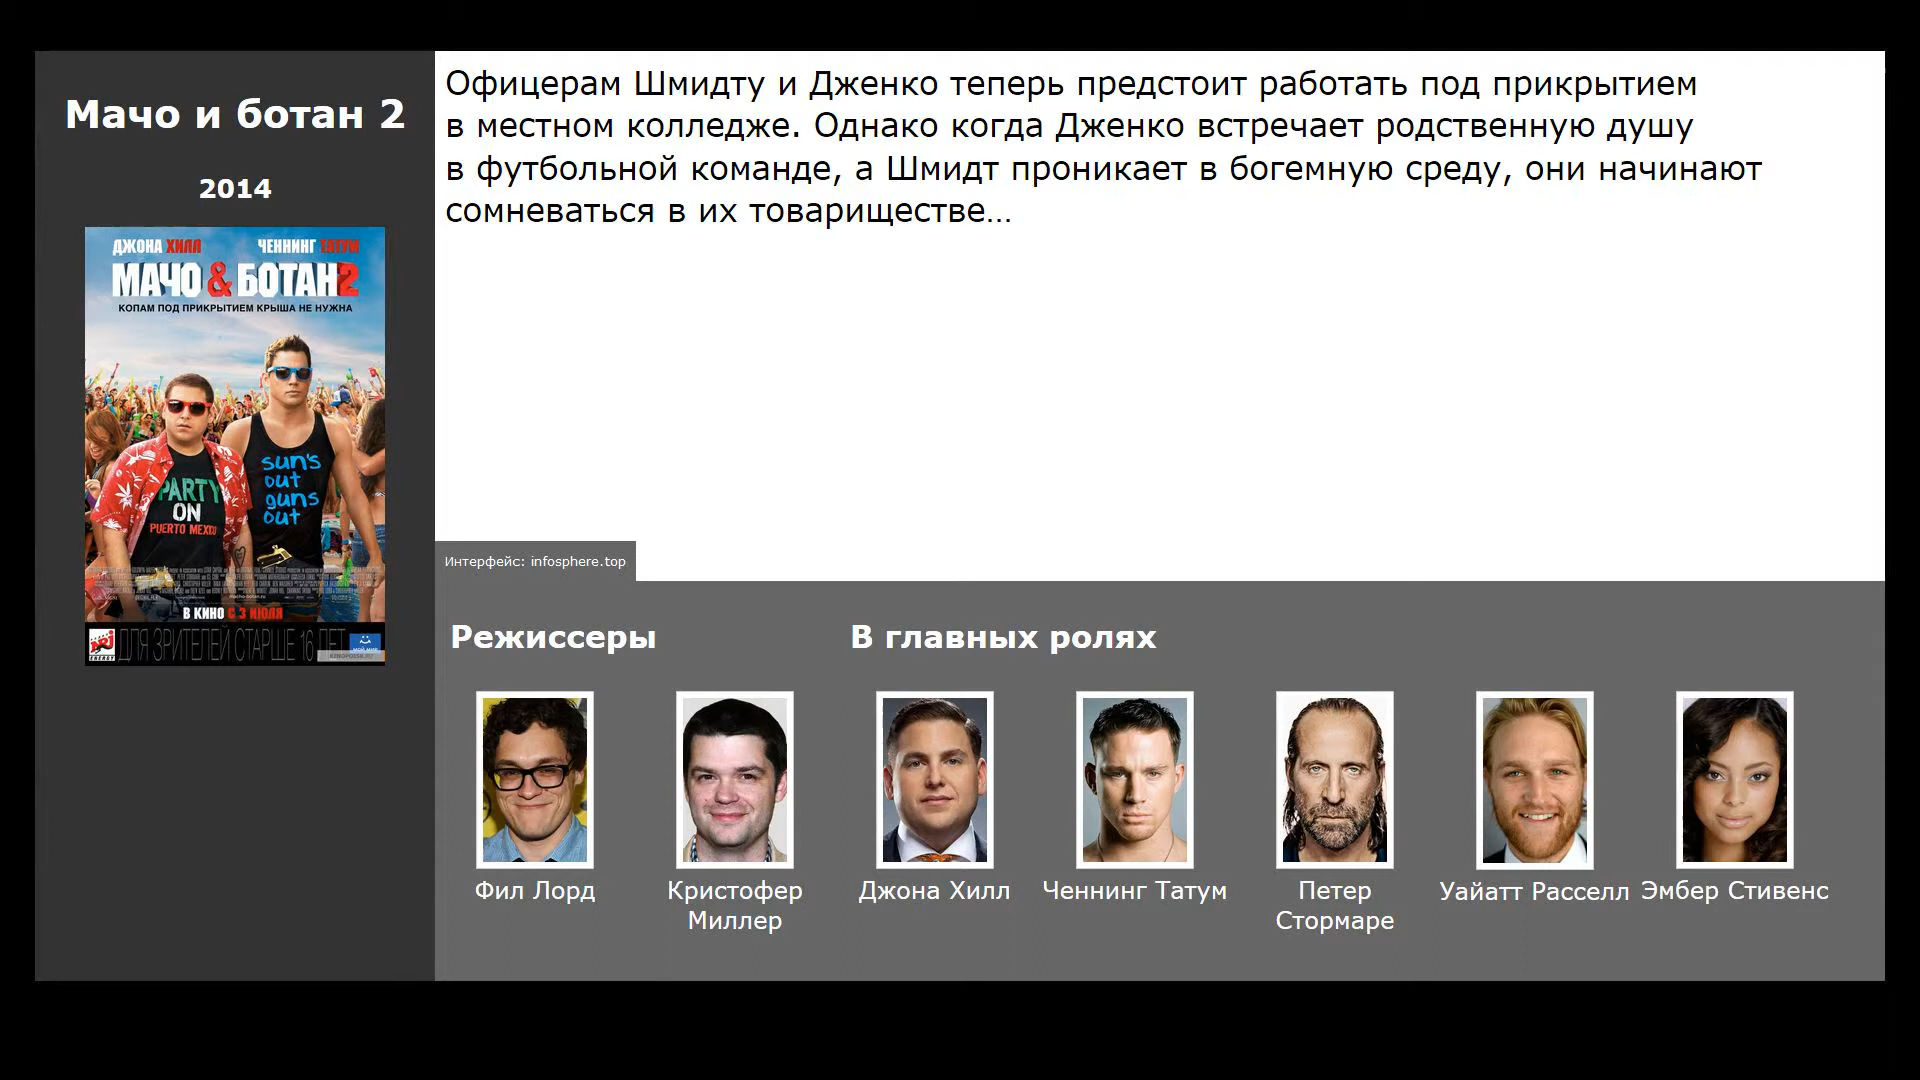 Мачо и ботан 2
2014
ДЖОНА ХИЛЛ ЧЕННИНГ ТАТУМ
МАЧО & БОТАН 2
КОПАМ ПОД ПРИКРЫТИЕМ КРЫША НЕ НУЖНА
PARTY
ON
PUERTO MEXICO
sun's
out
guns
out
В КИНО С 3 ИЮЛЯ
NRJ
ENERGY
ДЛЯ ЗРИТЕЛЕЙ СТАРШЕ 16 ЛЕТ
Офицерам Шмидту и Дженко теперь предстоит работать под прикрытием
в местном колледже. Однако когда Дженко встречает родственную душу
в футбольной команде, а Шмидт проникает в богемную среду, они начинают
сомневаться в их товариществе…
Интерфейс: infosphere.top
Режиссеры
В главных ролях
Фил Лорд
Кристофер
Миллер
Джона Хилл
Ченнинг Татум
Петер
Стормаре
Уайатт Расселл
Эмбер Стивенс